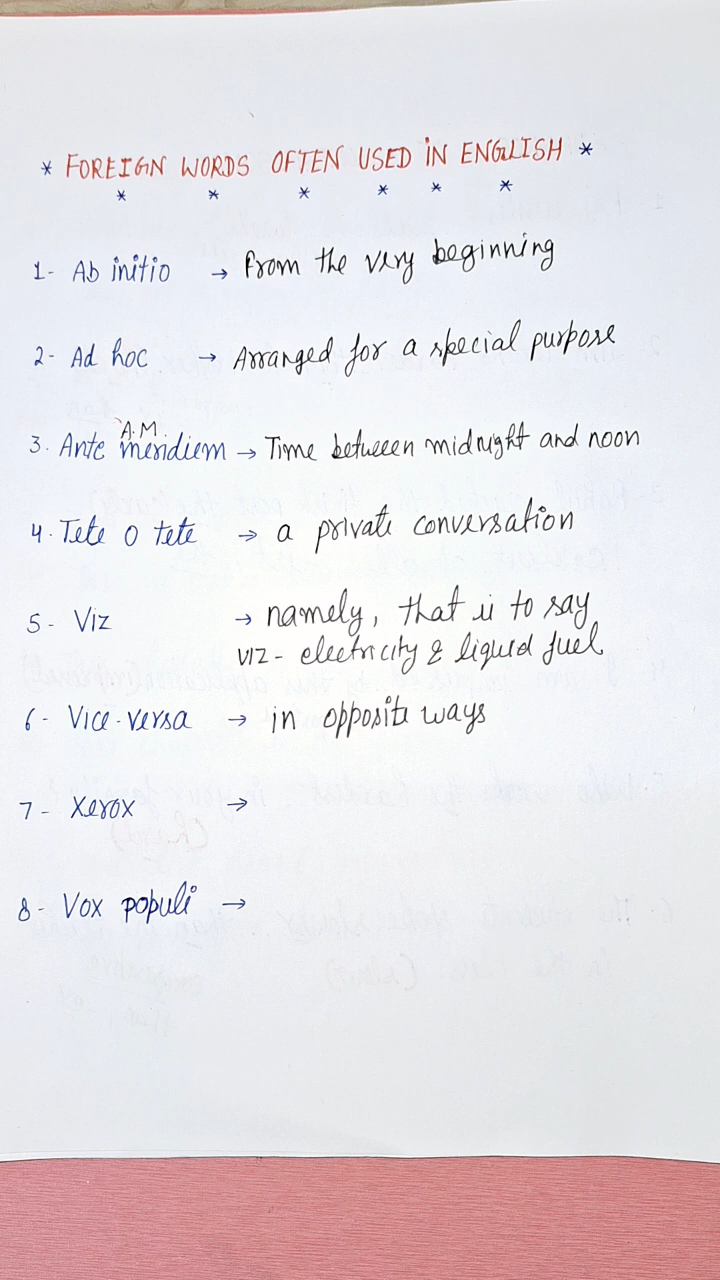 * FOREIGN WORDS OFTEN USED IN ENGLISH *
* * * * * *
1- Ab initio → from the very beginning
2- Ad hoc → Arranged for a special purpose
A.M.
3. Ante meridiem → Time between midnight and noon
4. Tete o tete → a private conversation
5- Viz → namely, that is to say
VIZ - electricity & liquid fuel
6- Vice-versa → in opposite ways
7- Xerox →
8- Vox populi →